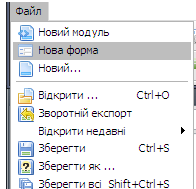 Файл
Новий модуль
Нова форма
Новий...
Відкрити ... Ctrl+O
Зворотній експорт
Відкрити недавні
Зберегти Ctrl+S
Зберегти як ...
Зберегти всі Shift+Ctrl+S